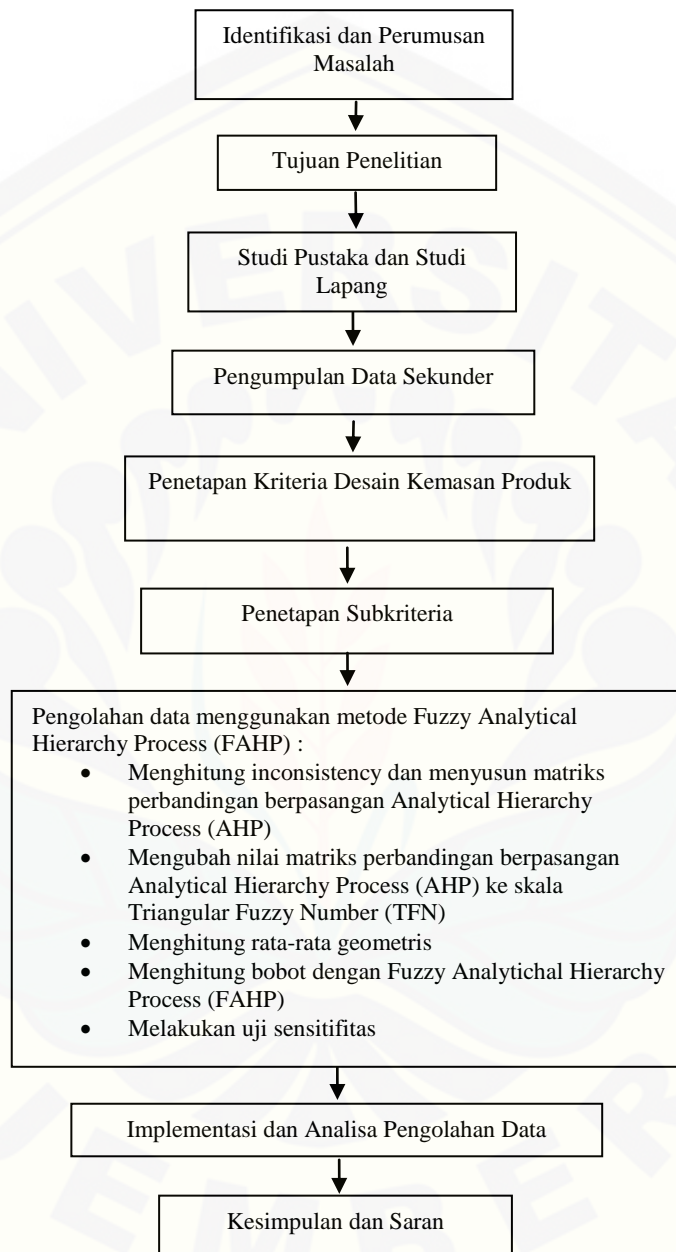 Identifikasi dan Perumusan
Masalah
Tujuan Penelitian
Studi Pustaka dan Studi
Lapang
Pengumpulan Data Sekunder
Penetapan Kriteria Desain Kemasan Produk
Penetapan Subkriteria
Pengolahan data menggunakan metode Fuzzy Analytical
Hierarchy Process (FAHP) :
• Menghitung inconsistency dan menyusun matriks
perbandingan berpasangan Analytical Hierarchy
Process (AHP)
• Mengubah nilai matriks perbandingan berpasangan
Analytical Hierarchy Process (AHP) ke skala
Triangular Fuzzy Number (TFN)
• Menghitung rata-rata geometris
• Menghitung bobot dengan Fuzzy Analytichal Hierarchy
Process (FAHP)
• Melakukan uji sensitifitas
Implementasi dan Analisa Pengolahan Data
Kesimpulan dan Saran